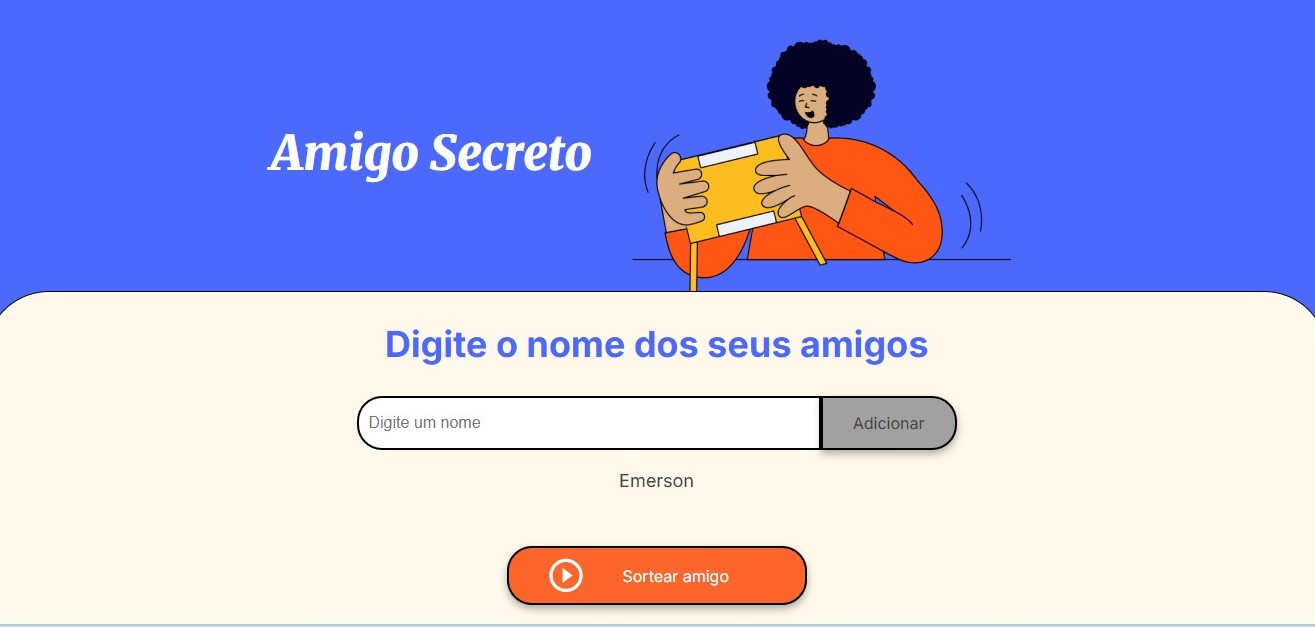 Amigo Secreto
Digite o nome dos seus amigos
Digite um nome
Adicionar
Emerson
Sortear amigo